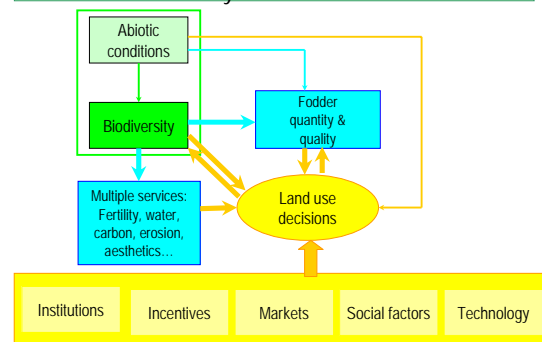 Abiotic
conditions
Biodiversity
Fodder
quantity &
quality
Multiple services:
Fertility, water,
carbon, erosion,
aesthetics…
Land use
decisions
Institutions
Incentives
Markets
Social factors
Technology